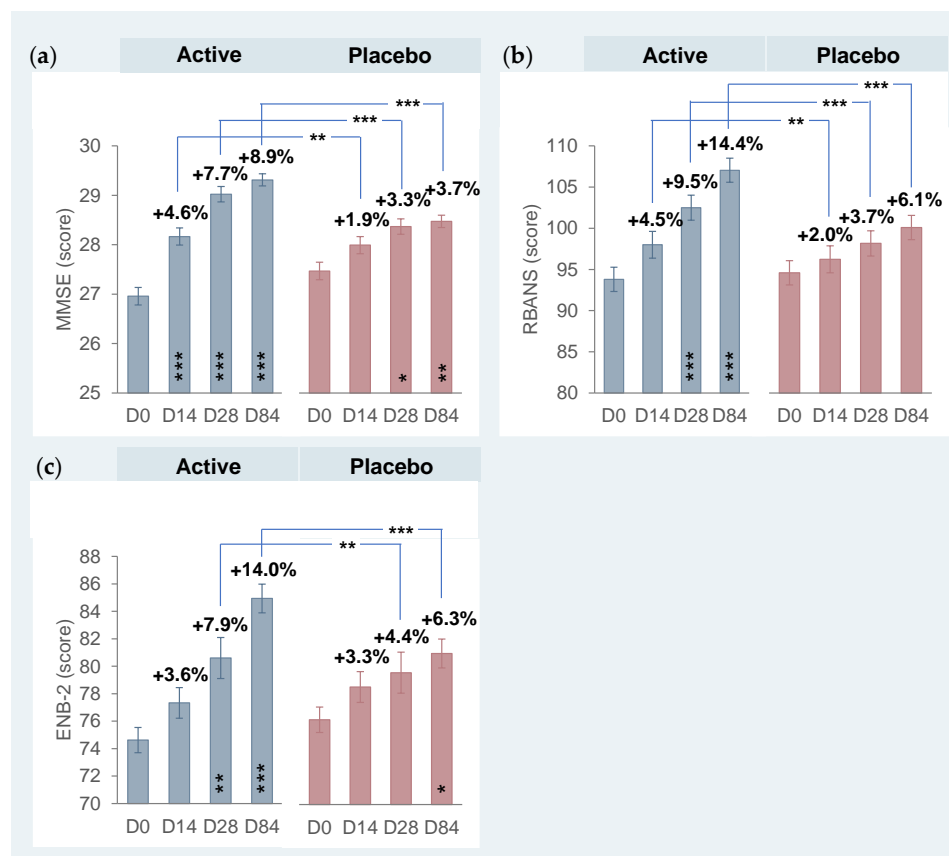 (a) Active Placebo
MMSE (score)
30
29
28
27
26
25
** *** ***
+4.6% +7.7% +8.9%
+1.9% +3.3% +3.7%
*** *** ***
* **
D0 D14 D28 D84 D0 D14 D28 D84
(b) Active Placebo
RBANS (score)
110
105
100
95
90
85
80
** *** ***
+4.5% +9.5% +14.4%
+2.0% +3.7% +6.1%
*** ***
D0 D14 D28 D84 D0 D14 D28 D84
(c) Active Placebo
ENB-2 (score)
88
86
84
82
80
78
76
74
72
70
** ***
+3.6% +7.9% +14.0%
+3.3% +4.4% +6.3%
** ***
*
D0 D14 D28 D84 D0 D14 D28 D84